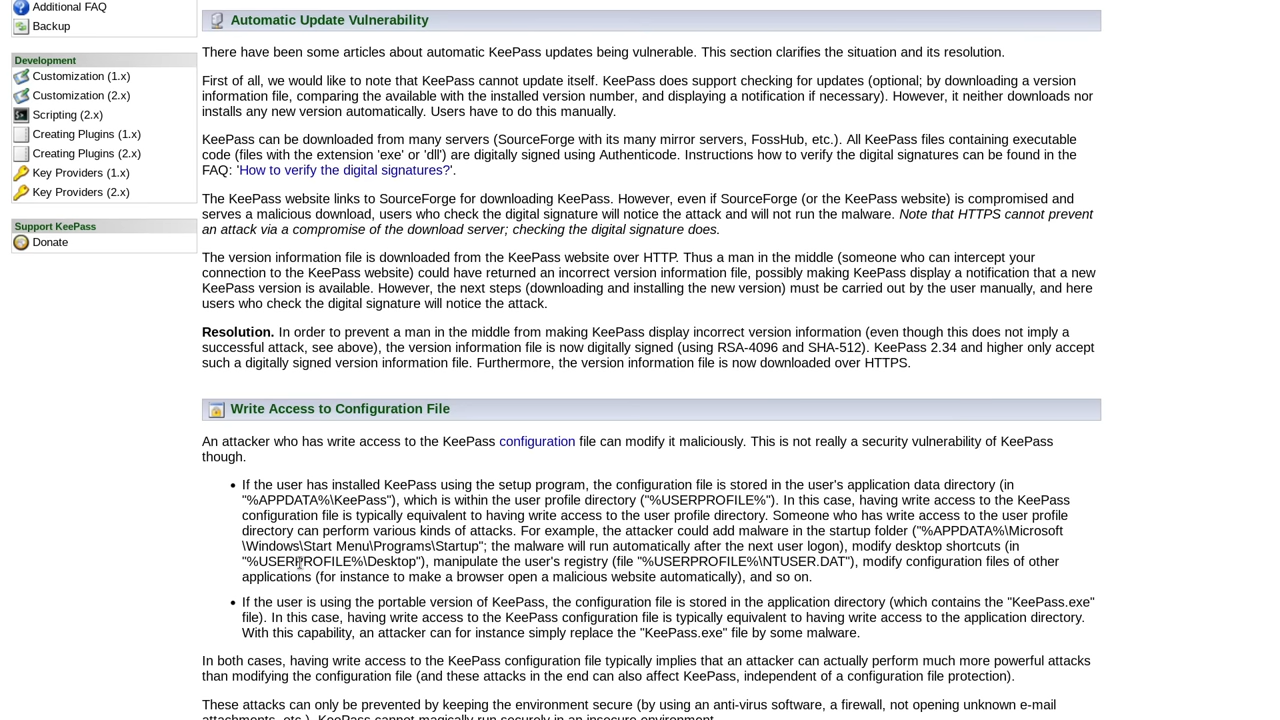 Additional FAQ
Backup
Development
Customization (1.x)
Customization (2.x)
Scripting (2.x)
Creating Plugins (1.x)
Creating Plugins (2.x)
Key Providers (1.x)
Key Providers (2.x)
Support KeePass
Donate
Automatic Update Vulnerability
There have been some articles about automatic KeePass updates being vulnerable. This section clarifies the situation and its resolution.
First of all, we would like to note that KeePass cannot update itself. KeePass does support checking for updates (optional; by downloading a version
information file, comparing the available with the installed version number, and displaying a notification if necessary). However, it neither downloads nor
installs any new version automatically. Users have to do this manually.
KeePass can be downloaded from many servers (SourceForge with its many mirror servers, FossHub, etc.). All KeePass files containing executable
code (files with the extension 'exe' or 'dll') are digitally signed using Authenticode. Instructions how to verify the digital signatures can be found in the
FAQ: 'How to verify the digital signatures?'.
The KeePass website links to SourceForge for downloading KeePass. However, even if SourceForge (or the KeePass website) is compromised and
serves a malicious download, users who check the digital signature will notice the attack and will not run the malware. Note that HTTPS cannot prevent
an attack via a compromise of the download server; checking the digital signature does.
The version information file is downloaded from the KeePass website over HTTP. Thus a man in the middle (someone who can intercept your
connection to the KeePass website) could have returned an incorrect version information file, possibly making KeePass display a notification that a new
KeePass version is available. However, the next steps (downloading and installing the new version) must be carried out by the user manually, and here
users who check the digital signature will notice the attack.
Resolution. In order to prevent a man in the middle from making KeePass display incorrect version information (even though this does not imply a
successful attack, see above), the version information file is now digitally signed (using RSA-4096 and SHA-512). KeePass 2.34 and higher only accept
such a digitally signed version information file. Furthermore, the version information file is now downloaded over HTTPS.
Write Access to Configuration File
An attacker who has write access to the KeePass configuration file can modify it maliciously. This is not really a security vulnerability of KeePass
though.
• If the user has installed KeePass using the setup program, the configuration file is stored in the user's application data directory (in
"%APPDATA%\KeePass"), which is within the user profile directory ("%USERPROFILE%"). In this case, having write access to the KeePass
configuration file is typically equivalent to having write access to the user profile directory. Someone who has write access to the user profile
directory can perform various kinds of attacks. For example, the attacker could add malware in the startup folder ("%APPDATA%\Microsoft
\Windows\Start Menu\Programs\Startup"; the malware will run automatically after the next user logon), modify desktop shortcuts (in
"%USERPROFILE%\Desktop"), manipulate the user's registry (file "%USERPROFILE%\NTUSER.DAT"), modify configuration files of other
applications (for instance to make a browser open a malicious website automatically), and so on.
• If the user is using the portable version of KeePass, the configuration file is stored in the application directory (which contains the "KeePass.exe"
file). In this case, having write access to the KeePass configuration file is typically equivalent to having write access to the application directory.
With this capability, an attacker can for instance simply replace the "KeePass.exe" file by some malware.
In both cases, having write access to the KeePass configuration file typically implies that an attacker can actually perform much more powerful attacks
than modifying the configuration file (and these attacks in the end can also affect KeePass, independent of a configuration file protection).
These attacks can only be prevented by keeping the environment secure (by using an anti-virus software, a firewall, not opening unknown e-mail
attachments, etc.). KeePass cannot magically run securely in an insecure environment.